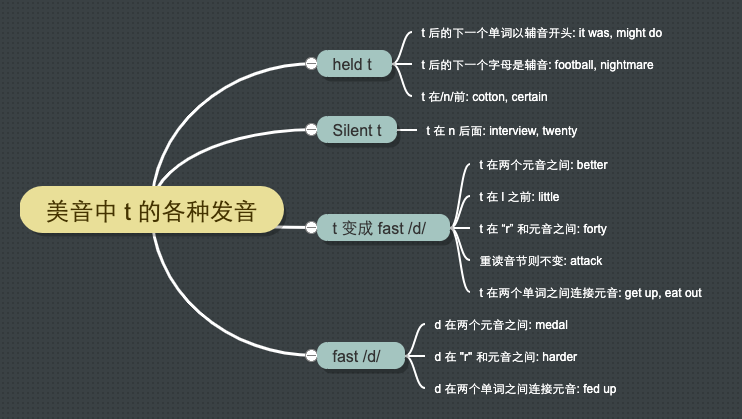 美音中 t 的各种发音
held t
t 后的下一个单词以辅音开头: it was, might do
t 后的下一个字母是辅音: football, nightmare
t 在/n/前: cotton, certain
Silent t
t 在 n 后面: interview, twenty
t 变成 fast /d/
t 在两个元音之间: better
t 在 l 之前: little
t 在 “r” 和元音之间: forty
重读音节则不变: attack
t 在两个单词之间连接元音: get up, eat out
fast /d/
d 在两个元音之间: medal
d 在 "r" 和元音之间: harder
d 在两个单词之间连接元音: fed up